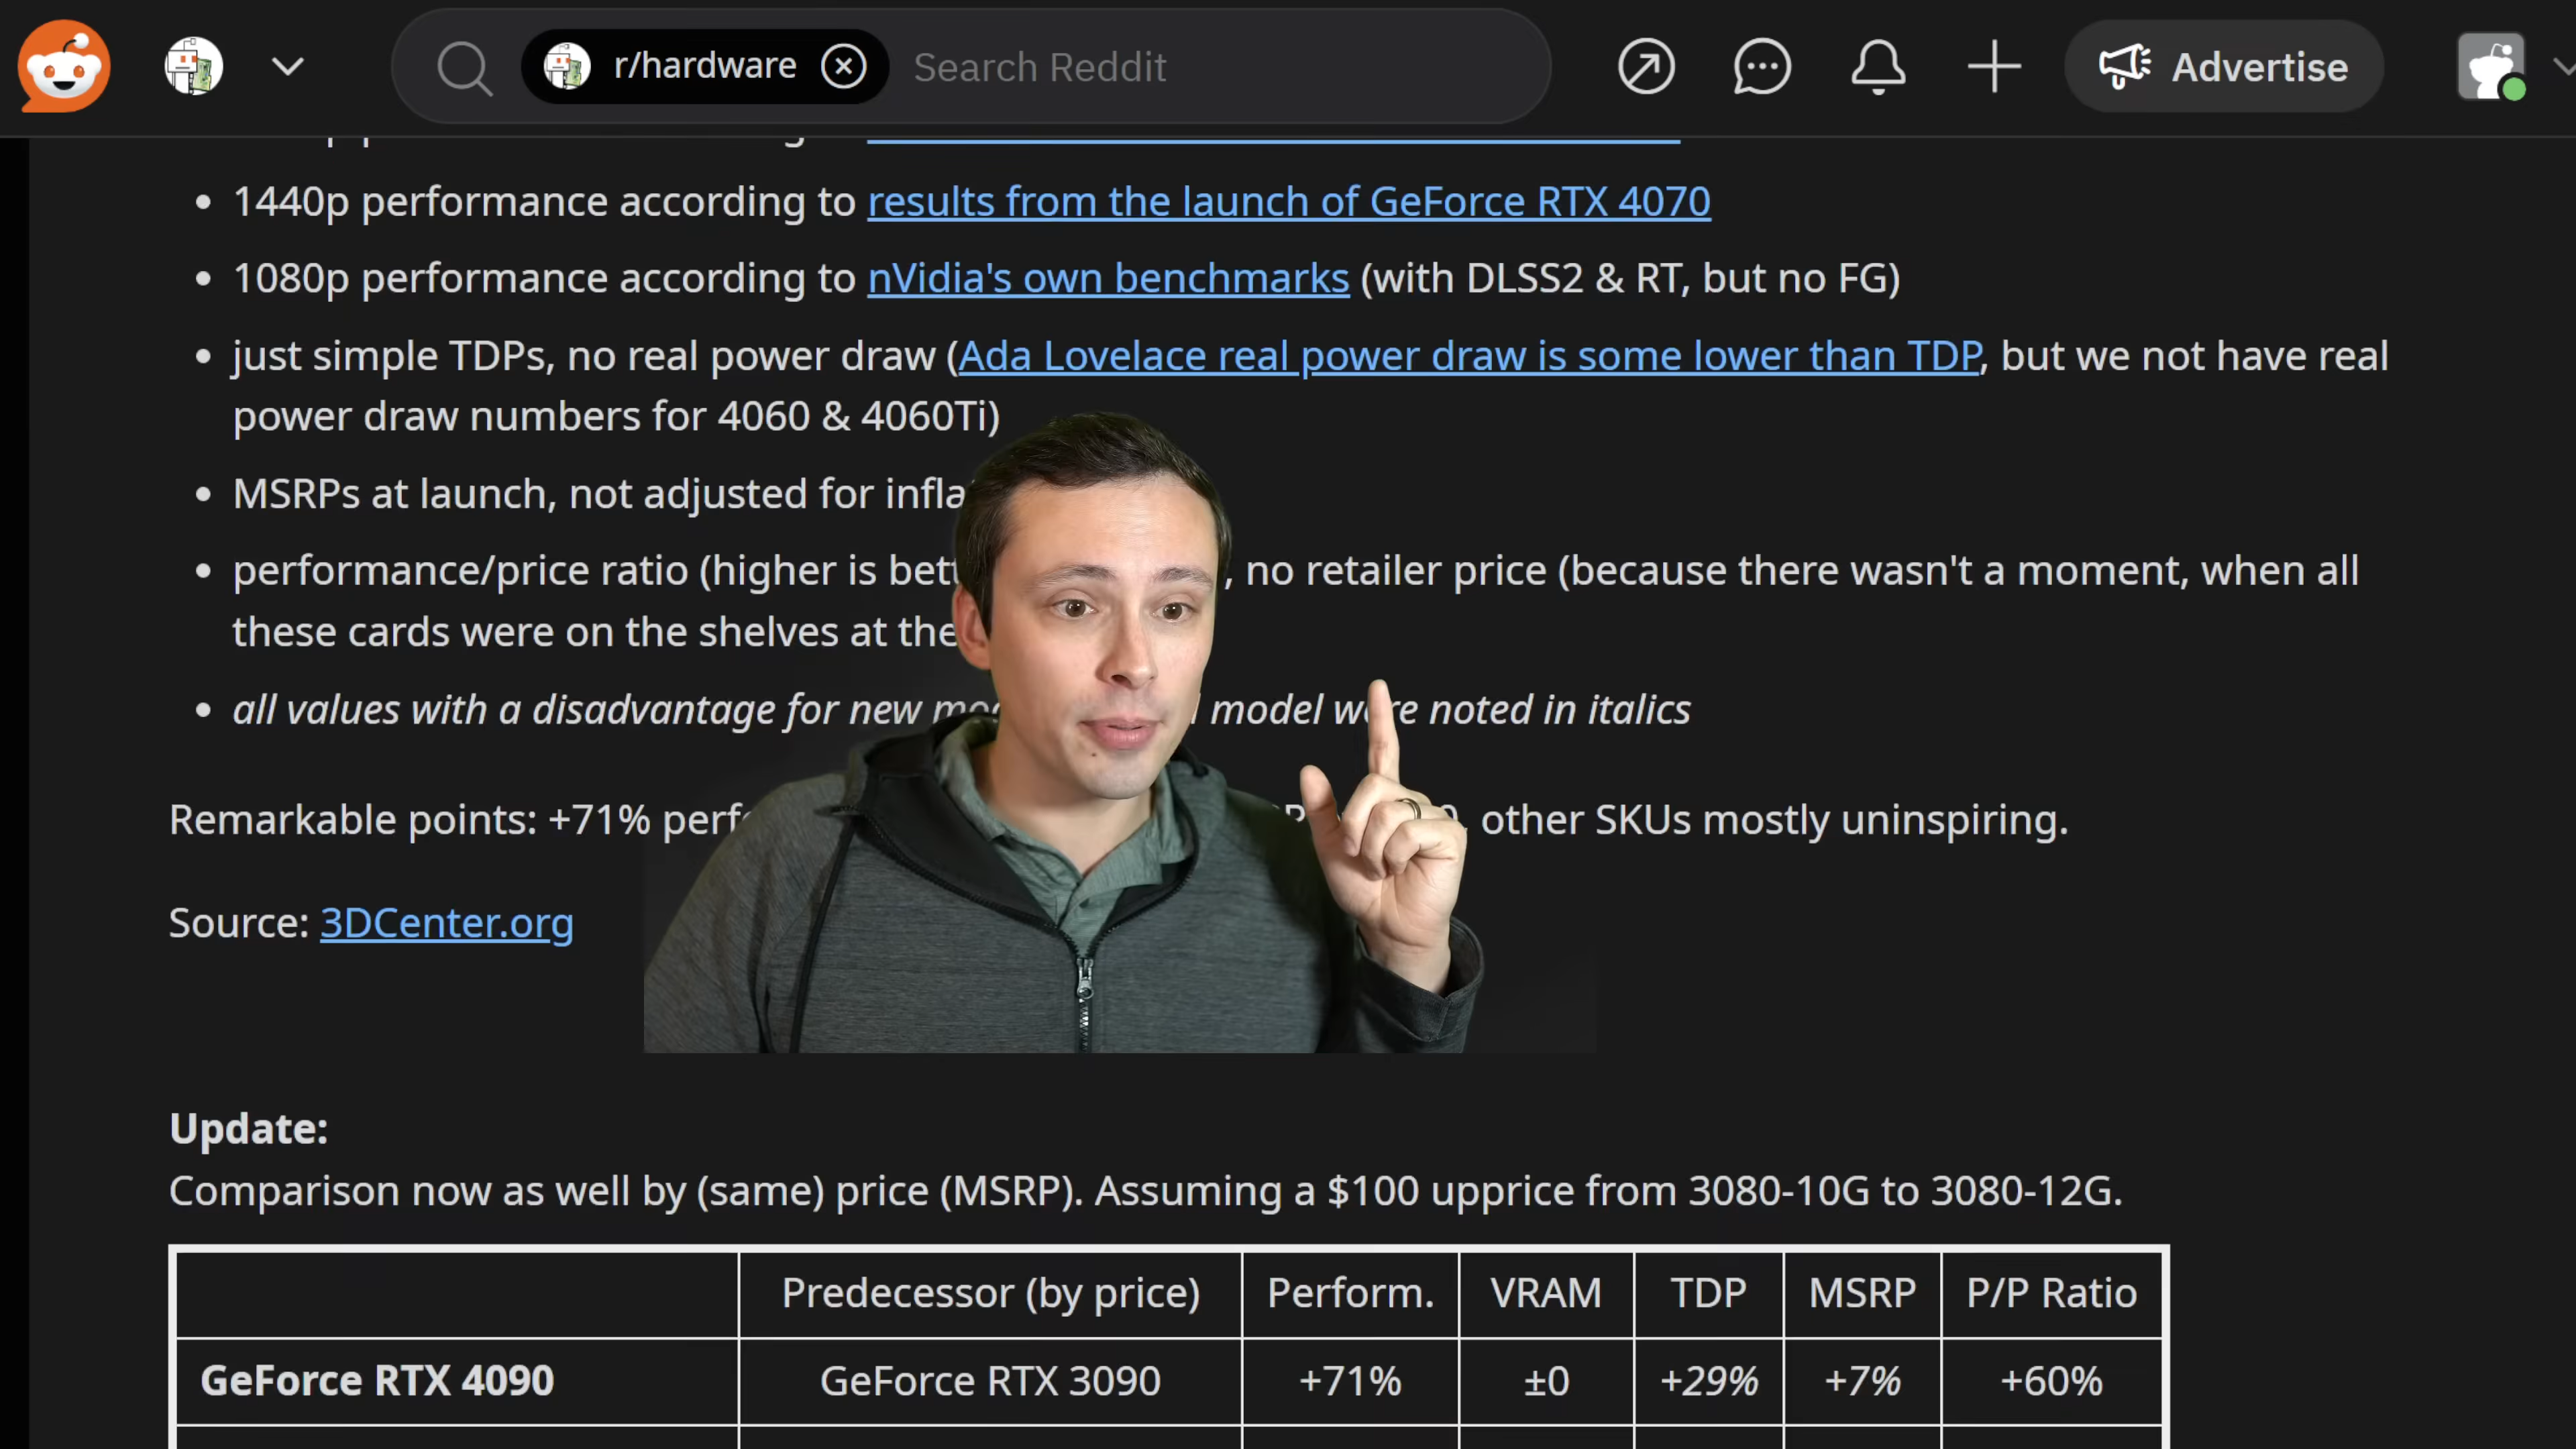 r/hardware
Search Reddit
Advertise
1440p performance according to results from the launch of GeForce RTX 4070
1080p performance according to nVidia's own benchmarks (with DLSS2 & RT, but no FG)
just simple TDPs, no real power draw (Ada Lovelace real power draw is some lower than TDP, but we not have real
power draw numbers for 4060 & 4060Ti)
MSRPs at launch, not adjusted for
performance/price ratio (higher is , no retailer price (because there wasn't a moment, when all
these cards were on the shelves at
all values with a disadvantage for new model were noted in italics
Remarkable points: +71% other SKUs mostly uninspiring.
Source: 3DCenter.org
Update:
Comparison now as well by (same) price (MSRP). Assuming a $100 upprice from 3080-10G to 3080-12G.
Predecessor (by price) Perform. VRAM TDP MSRP P/P Ratio
GeForce RTX 4090 GeForce RTX 3090 +71% ±0 +29% +7% +60%